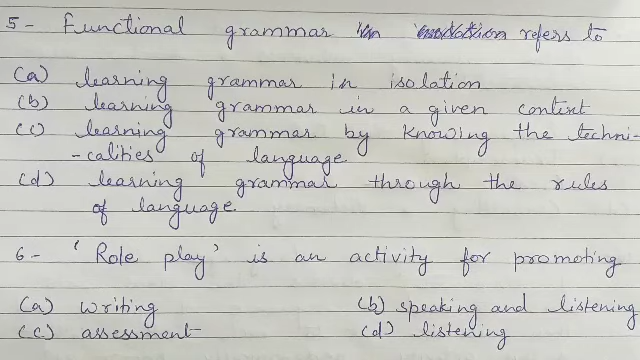 5- Functional grammar refers to
(a) learning grammar in isolation
(b) learning grammar in a given context
(c) learning grammar by knowing the techni-
-calities of language.
(d) learning grammar through the rules
of language.
6- 'Role play' is an activity for promoting
(a) writing (b) speaking and listening
(c) assessment (d) listening